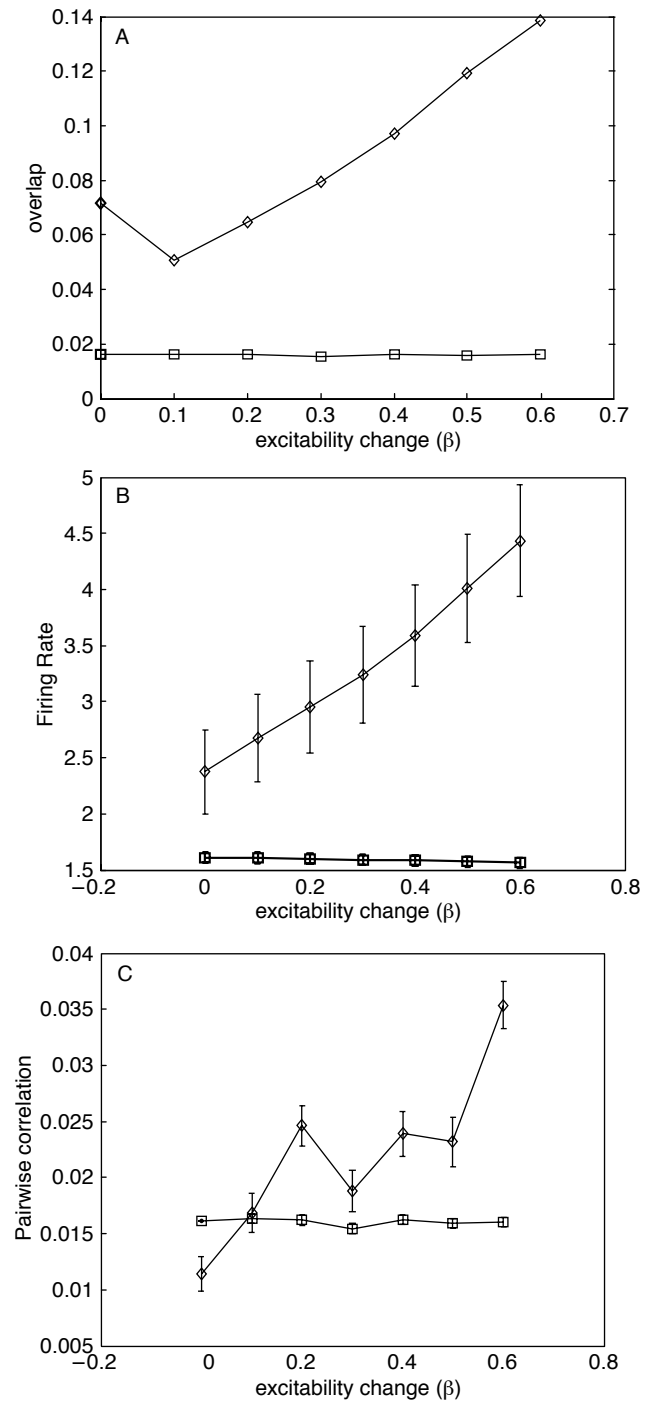 A
0.14
0.12
0.1
0.08
0.06
0.04
0.02
0
overlap
0 0.1 0.2 0.3 0.4 0.5 0.6 0.7
excitability change (β)
B
5
4.5
4
3.5
3
2.5
2
1.5
Firing Rate
−0.2 0 0.2 0.4 0.6 0.8
excitability change (β)
C
0.04
0.035
0.03
0.025
0.02
0.015
0.01
0.005
Pairwise correlation
−0.2 0 0.2 0.4 0.6 0.8
excitability change (β)